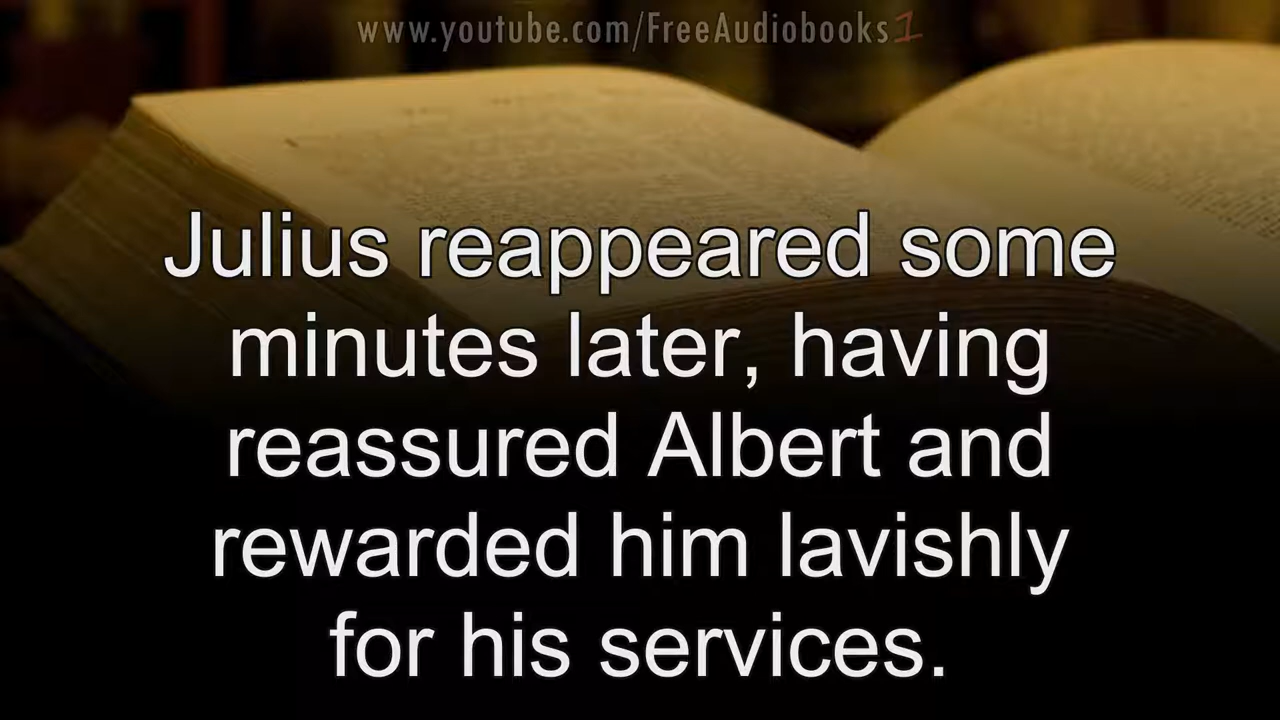 www.youtube.com/FreeAudiobooks1
Julius reappeared some
minutes later, having
reassured Albert and
rewarded him lavishly
for his services.